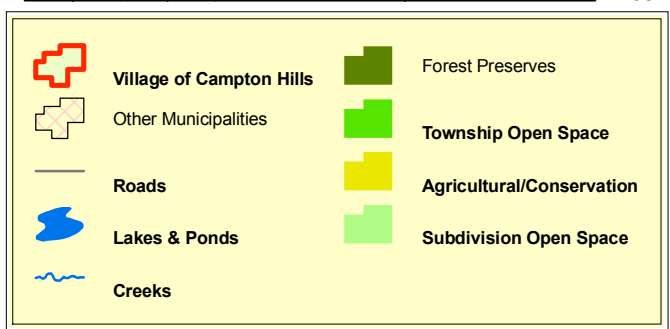 Village of Campton Hills
Other Municipalities
Roads
Lakes & Ponds
Creeks
Forest Preserves
Township Open Space
Agricultural/Conservation
Subdivision Open Space